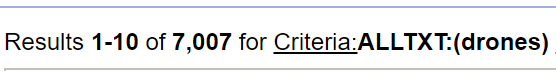 Results 1-10 of 7,007 for Criteria:ALLTXT:(drones)